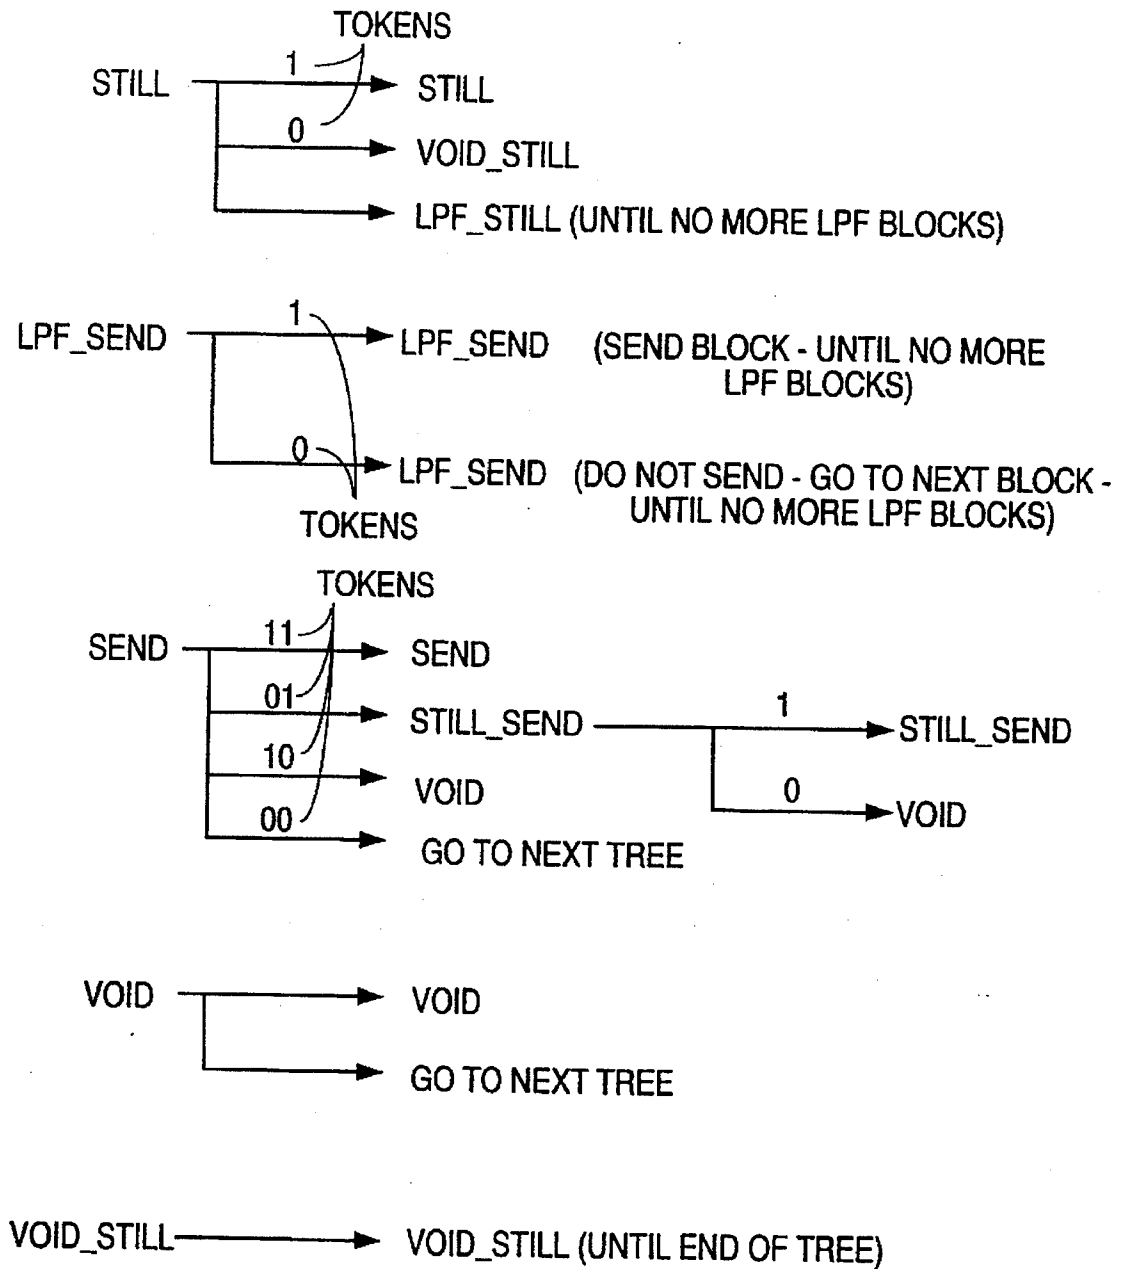 TOKENS
STILL 1 STILL
0 VOID_STILL
LPF_STILL (UNTIL NO MORE LPF BLOCKS)
LPF_SEND 1 LPF_SEND (SEND BLOCK - UNTIL NO MORE
LPF BLOCKS)
0 LPF_SEND (DO NOT SEND - GO TO NEXT BLOCK -
UNTIL NO MORE LPF BLOCKS)
TOKENS
TOKENS
SEND 11 SEND
01 STILL_SEND 1 STILL_SEND
10 VOID 0 VOID
00 GO TO NEXT TREE
VOID VOID
GO TO NEXT TREE
VOID_STILL VOID_STILL (UNTIL END OF TREE)